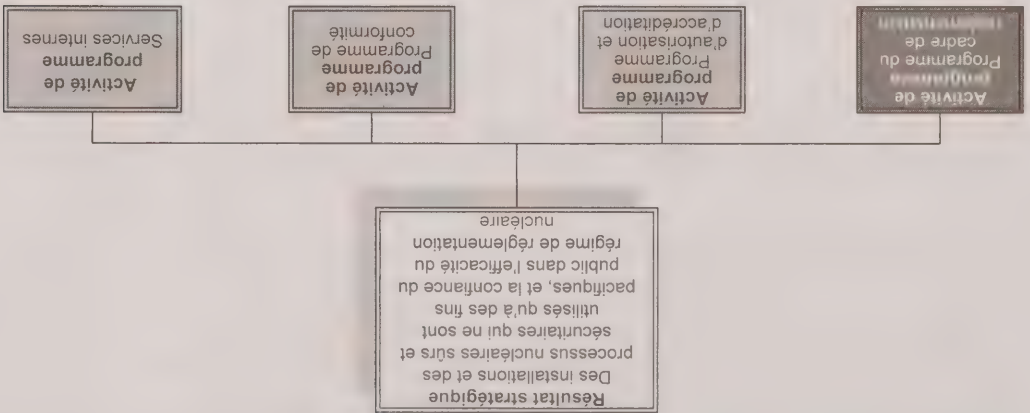 Résultat stratégique
Des installations et des
processus nucléaires sûrs et
sécuritaires qui ne sont
utilisés qu'à des fins
pacifiques, et la confiance du
public dans l'efficacité du
régime de réglementation
nucléaire
Activité de
programme
Programme du
cadre de
Activité de
programme
Programme
d'autorisation et
d'accréditation
Activité de
programme
Programme de
conformité
Activité de
programme
Services internes